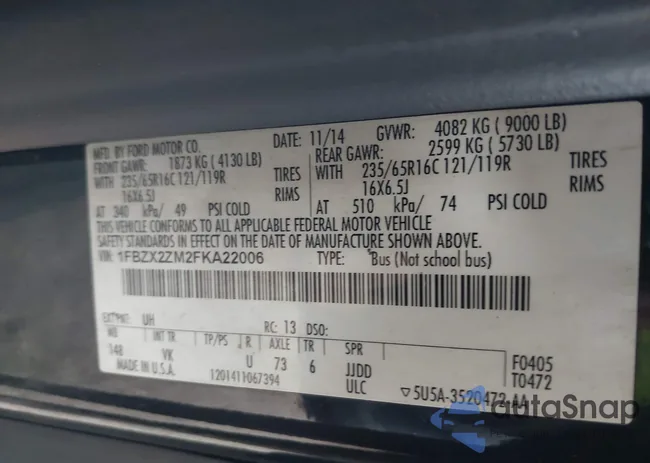 MFD. BY FORD MOTOR CO.
DATE: 11/14 GVWR: 4082 KG ( 9000 LB)
FRONT GAWR: 1873 KG ( 4130 LB) REAR GAWR: 2599 KG ( 5730 LB)
WITH 235/65R16C 121/119R TIRES WITH 235/65R16C 121/119R TIRES
16X6.5J RIMS 16X6.5J RIMS
AT 340 kPa/ 49 PSI COLD AT 510 kPa/ 74 PSI COLD
THIS VEHICLE CONFORMS TO ALL APPLICABLE FEDERAL MOTOR VEHICLE
SAFETY STANDARDS IN EFFECT ON THE DATE OF MANUFACTURE SHOWN ABOVE.
VIN: 1FBZX2ZM2FKA22006 TYPE: Bus (Not school bus)
EXT PNT: UH RC: 13 DSO:
WB INT TR TP/PS R AXLE TR SPR F0405
148 VK U 73 6 JJDD T0472
MADE IN U.S.A. 1201411067394 ULC 5U5A-3520472-AA
autoSnap